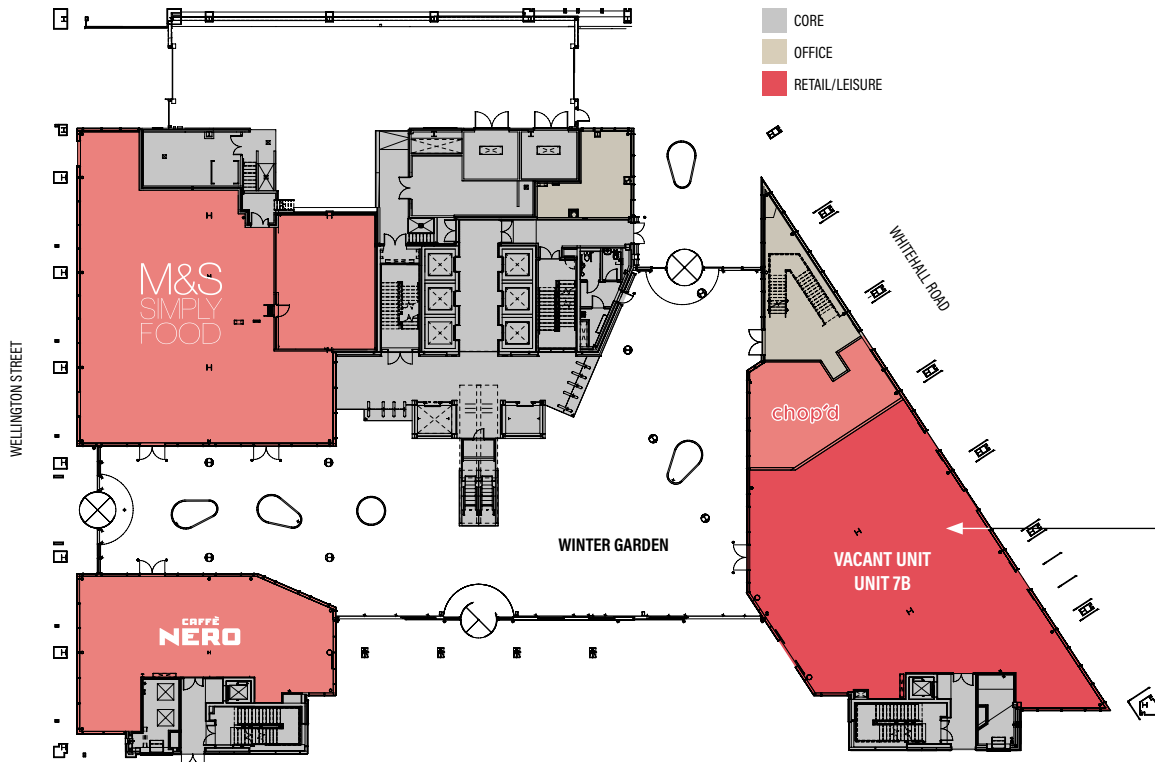 CORE
OFFICE
RETAIL/LEISURE
WHITEHALL ROAD
M&S
SIMPLY
FOOD
WELLINGTON STREET
chop'd
WINTER GARDEN
VACANT UNIT
UNIT 7B
CAFFÈ
NERO